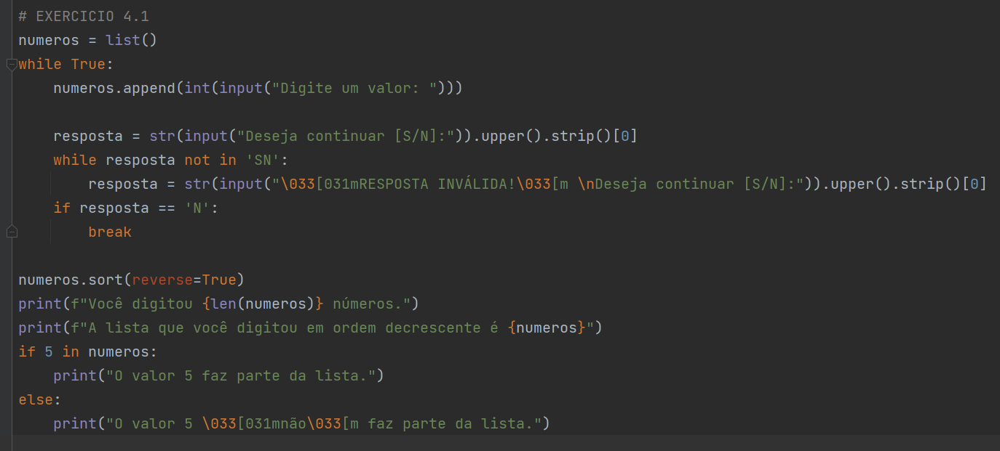 # EXERCICIO 4.1
numeros = list()
while True:
    numeros.append(int(input("Digite um valor: ")))
    resposta = str(input("Deseja continuar [S/N]:")).upper().strip()[0]
    while resposta not in 'SN':
        resposta = str(input("\033[031mRESPOSTA INVÁLIDA!\033[m \nDeseja continuar [S/N]:")).upper().strip()[0]
    if resposta == 'N':
        break
numeros.sort(reverse=True)
print(f"Você digitou {len(numeros)} números.")
print(f"A lista que você digitou em ordem decrescente é {numeros}")
if 5 in numeros:
    print("O valor 5 faz parte da lista.")
else:
    print("O valor 5 \033[031mnão\033[m faz parte da lista.")